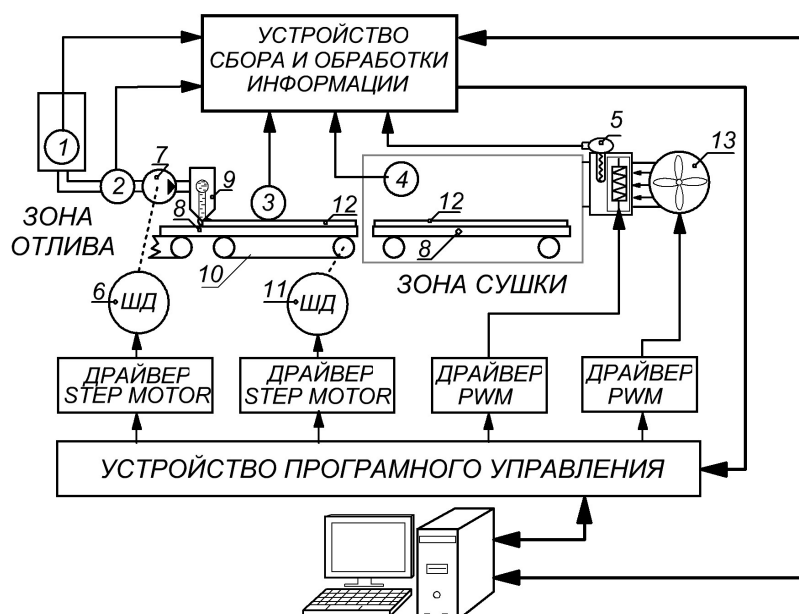 УСТРОЙСТВО
СБОРА И ОБРАБОТКИ
ИНФОРМАЦИИ
5
13
1
7
2
9
3
4
8
12
12
ЗОНА
ОТЛИВА
10
8
ЗОНА СУШКИ
6
ШД
11
ШД
ДРАЙВЕР
STEP MOTOR
ДРАЙВЕР
STEP MOTOR
ДРАЙВЕР
PWM
ДРАЙВЕР
PWM
УСТРОЙСТВО ПРОГРАМНОГО УПРАВЛЕНИЯ